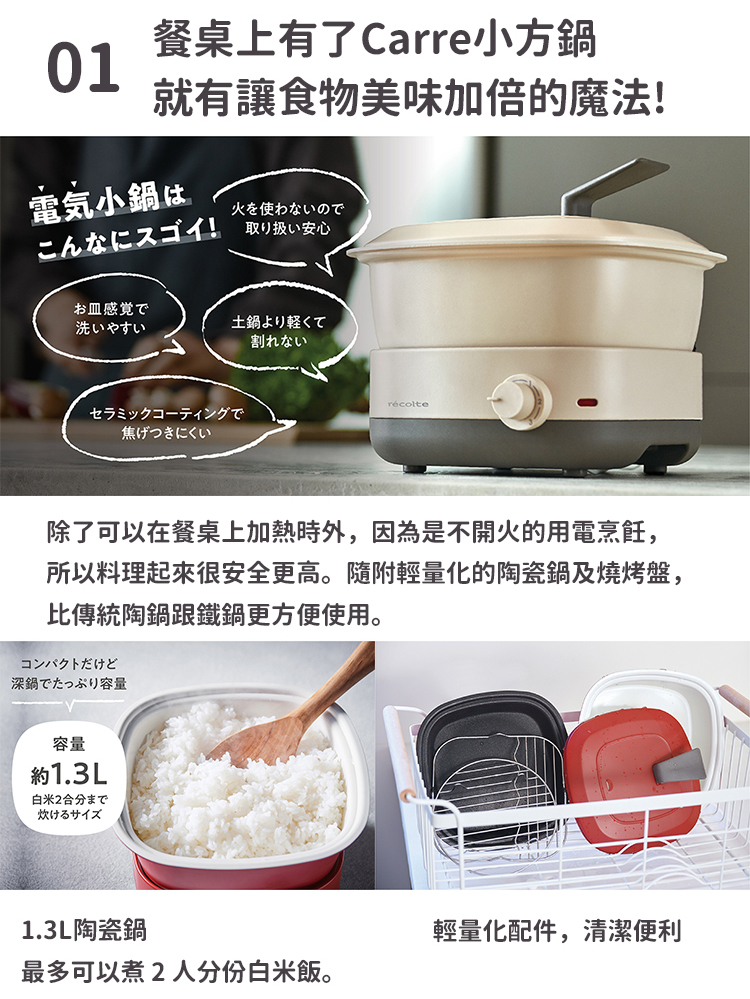 01
餐桌上有了Carre小方鍋
就有讓食物美味加倍的魔法!
電気小鍋は
こんなにスゴイ!
火を使わないので
取り扱い安心
お皿感覚で
洗いやすい
土鍋より軽くて
割れない
セラミックコーティングで
焦げつきにくい
récolte
除了可以在餐桌上加熱時外，因為是不開火的用電烹飪，
所以料理起來很安全更高。隨附輕量化的陶瓷鍋及燒烤盤，
比傳統陶鍋跟鐵鍋更方便使用。
コンパクトだけど
深鍋でたっぷり容量
容量
約1.3L
白米2合分まで
炊けるサイズ
1.3L陶瓷鍋
最多可以煮 2 人分份白米飯。
輕量化配件，清潔便利